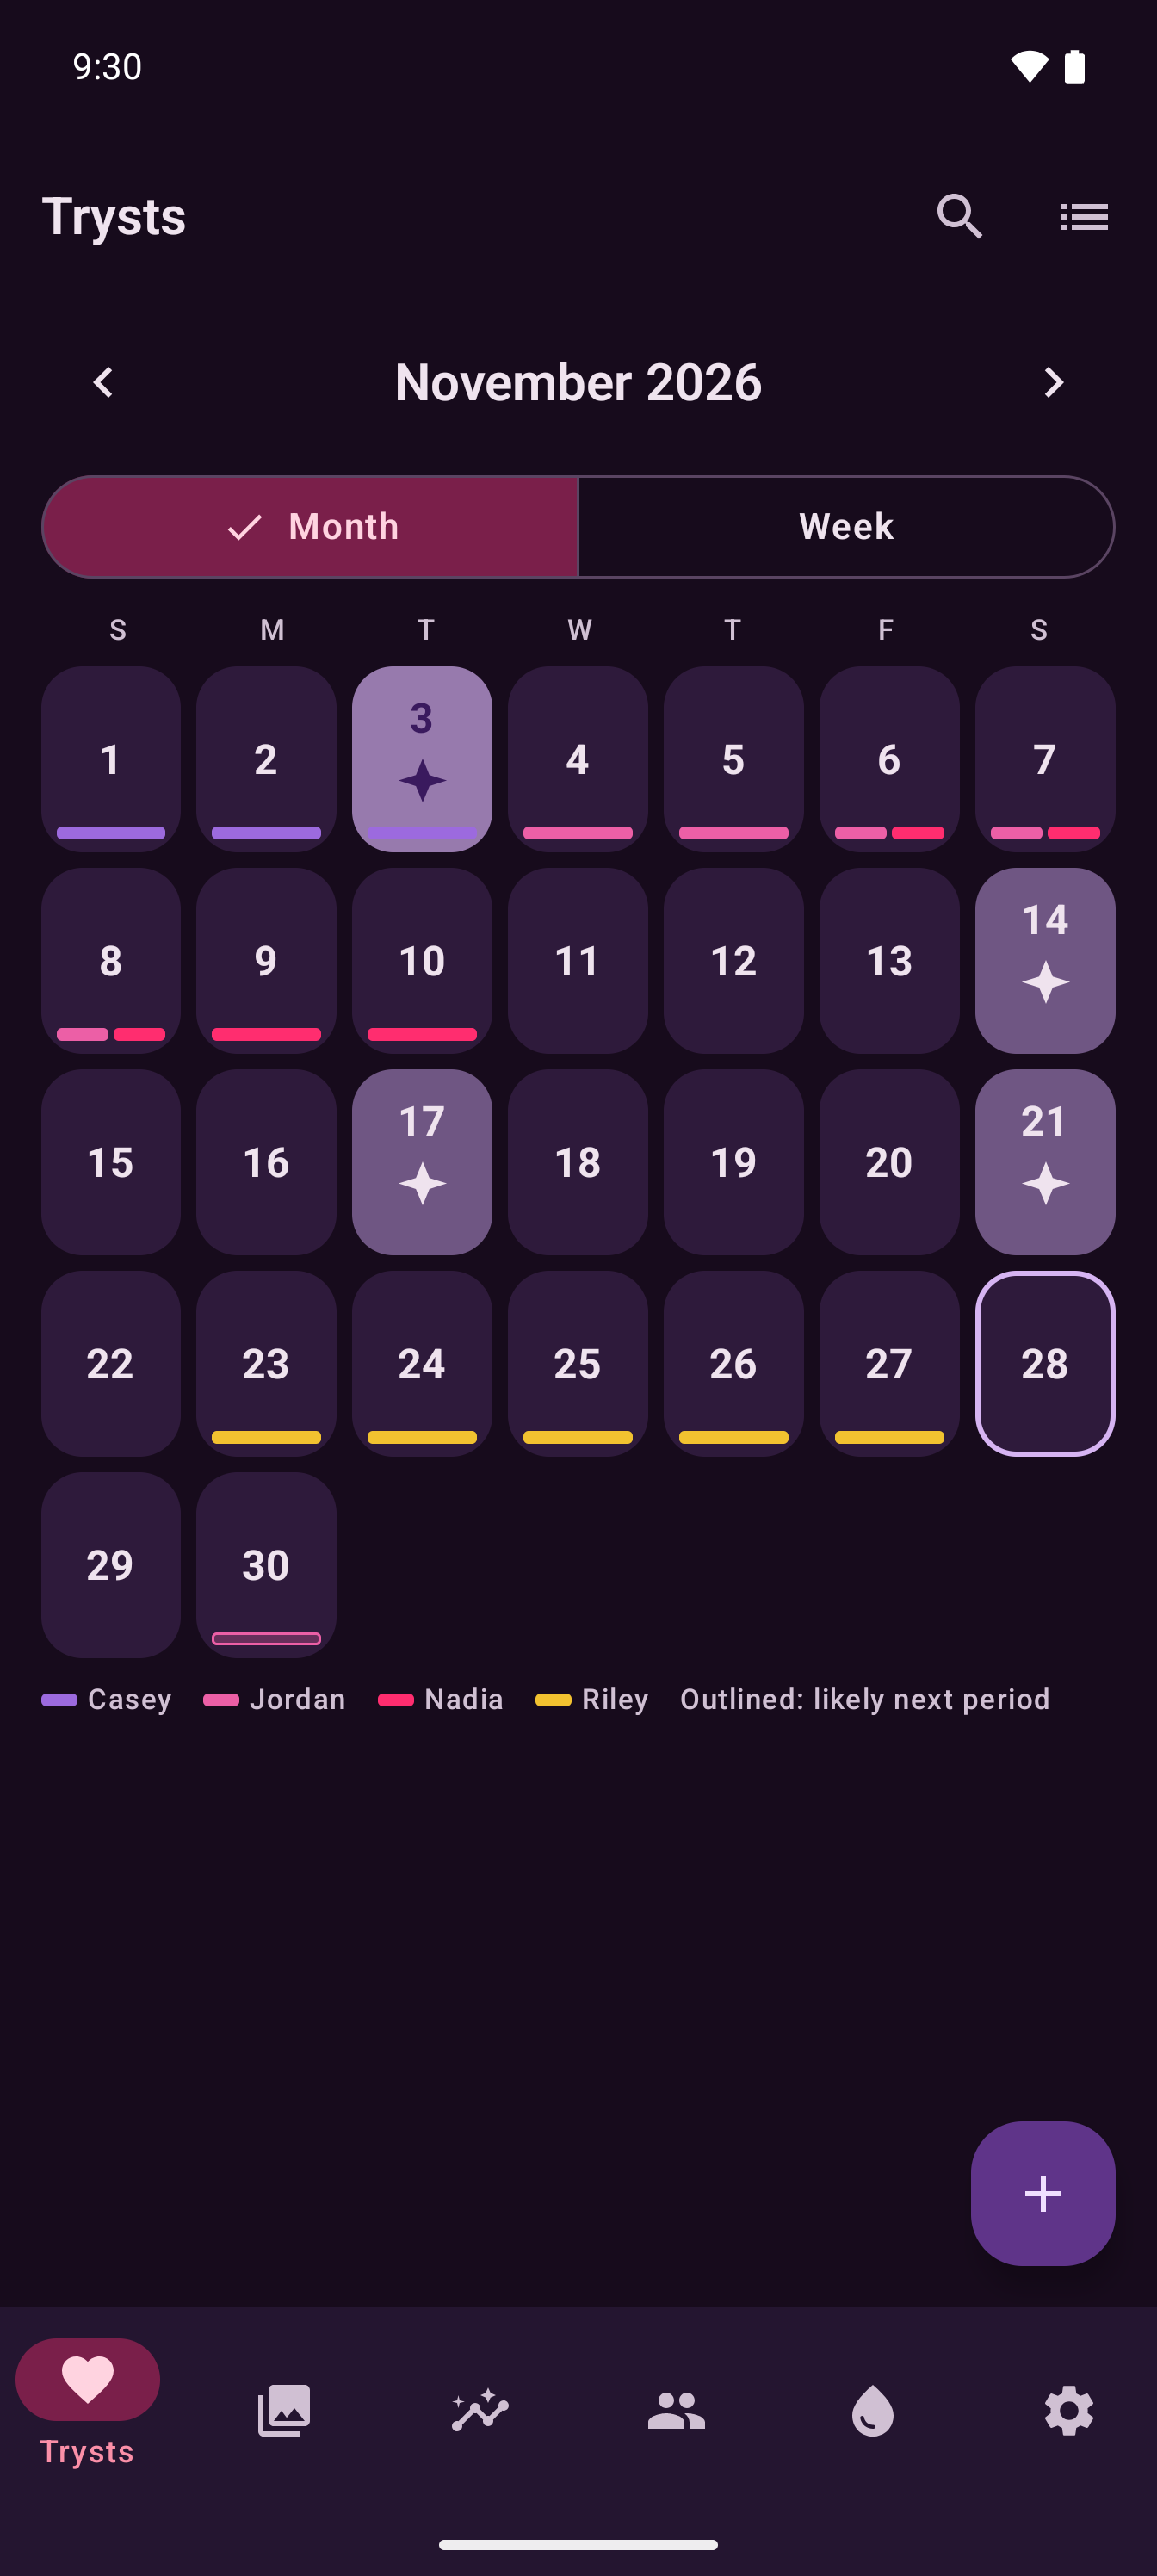 9:30
Trysts
November 2026
Month Week
S M T W T F S
1 2 3 4 5 6 7
8 9 10 11 12 13 14
15 16 17 18 19 20 21
22 23 24 25 26 27 28
29 30
Casey Jordan Nadia Riley Outlined: likely next period
Trysts